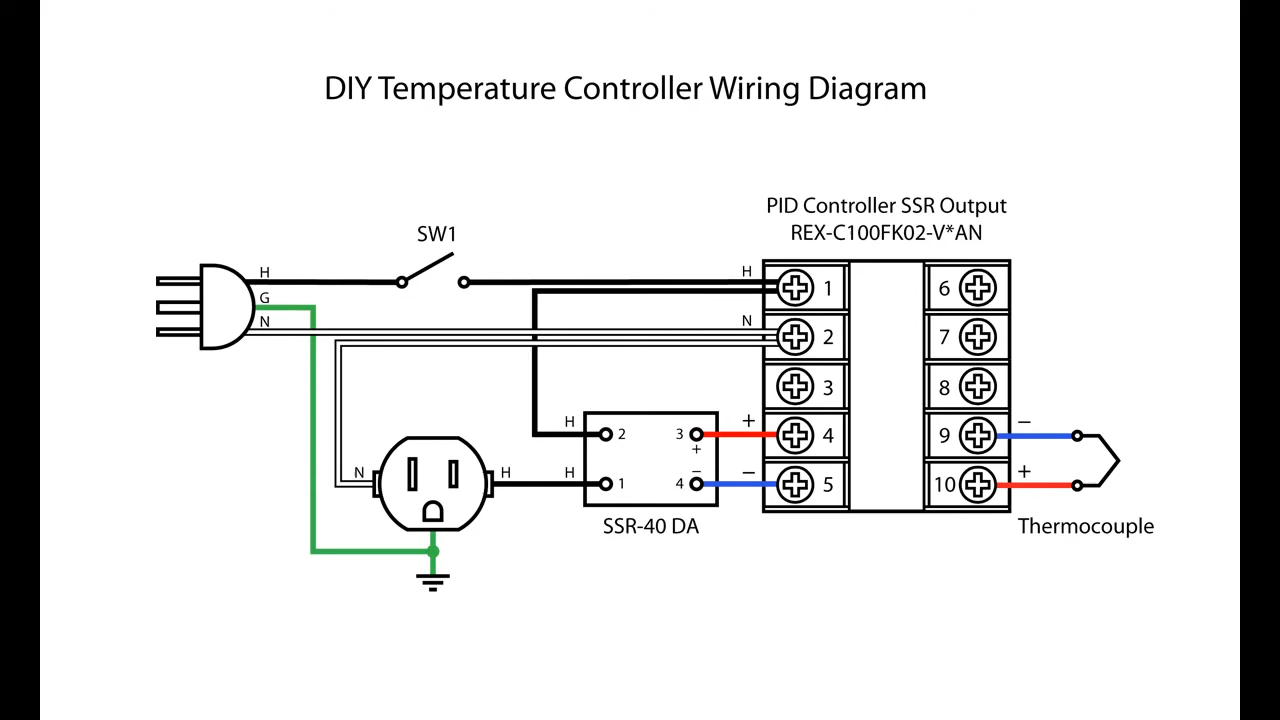 DIY Temperature Controller Wiring Diagram
PID Controller SSR Output
REX-C100FK02-V*AN
SW1
H
H
G
N
N
1
6
2
7
3
8
H
2
3
+
+
4
9
−
N
H
H
1
−
4
−
5
10
+
SSR-40 DA
Thermocouple